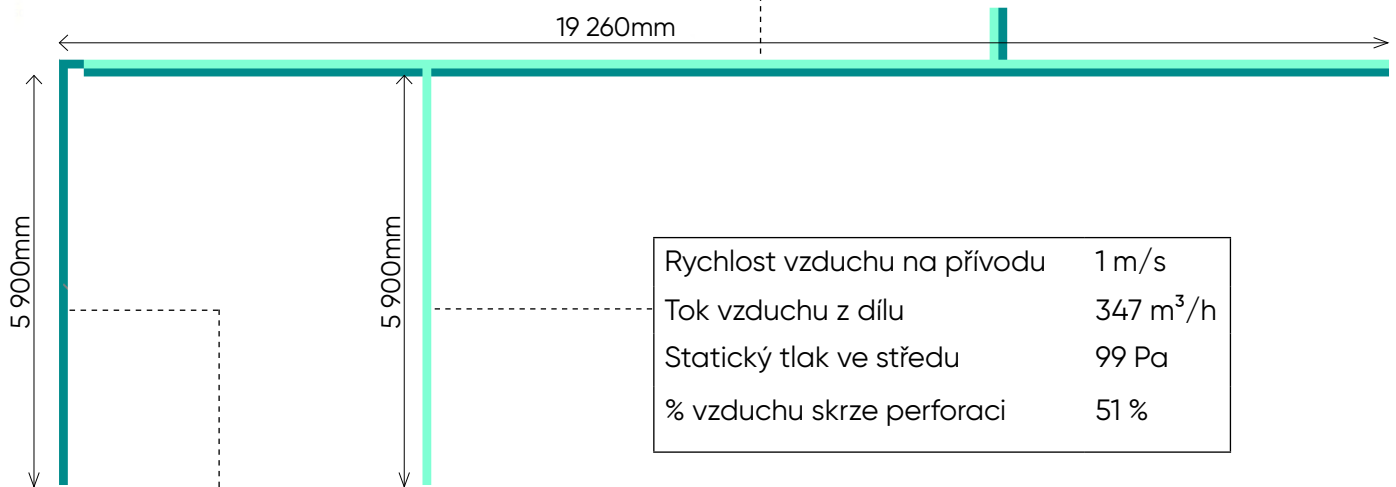 19 260mm
5 900mm
5 900mm
Rychlost vzduchu na přívodu 1 m/s
Tok vzduchu z dílu 347 m³/h
Statický tlak ve středu 99 Pa
% vzduchu skrze perforaci 51 %